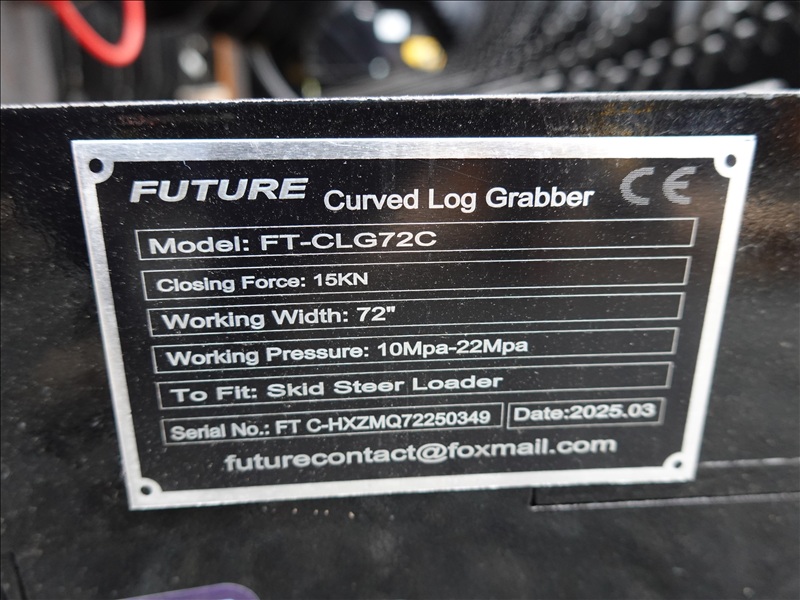 FUTURE Curved Log Grabber CE
Model: FT-CLG72C
Closing Force: 15KN
Working Width: 72"
Working Pressure: 10Mpa-22Mpa
To Fit: Skid Steer Loader
Serial No.: FT C-HXZMQ72250349 Date:2025.03
futurecontact@foxmail.com